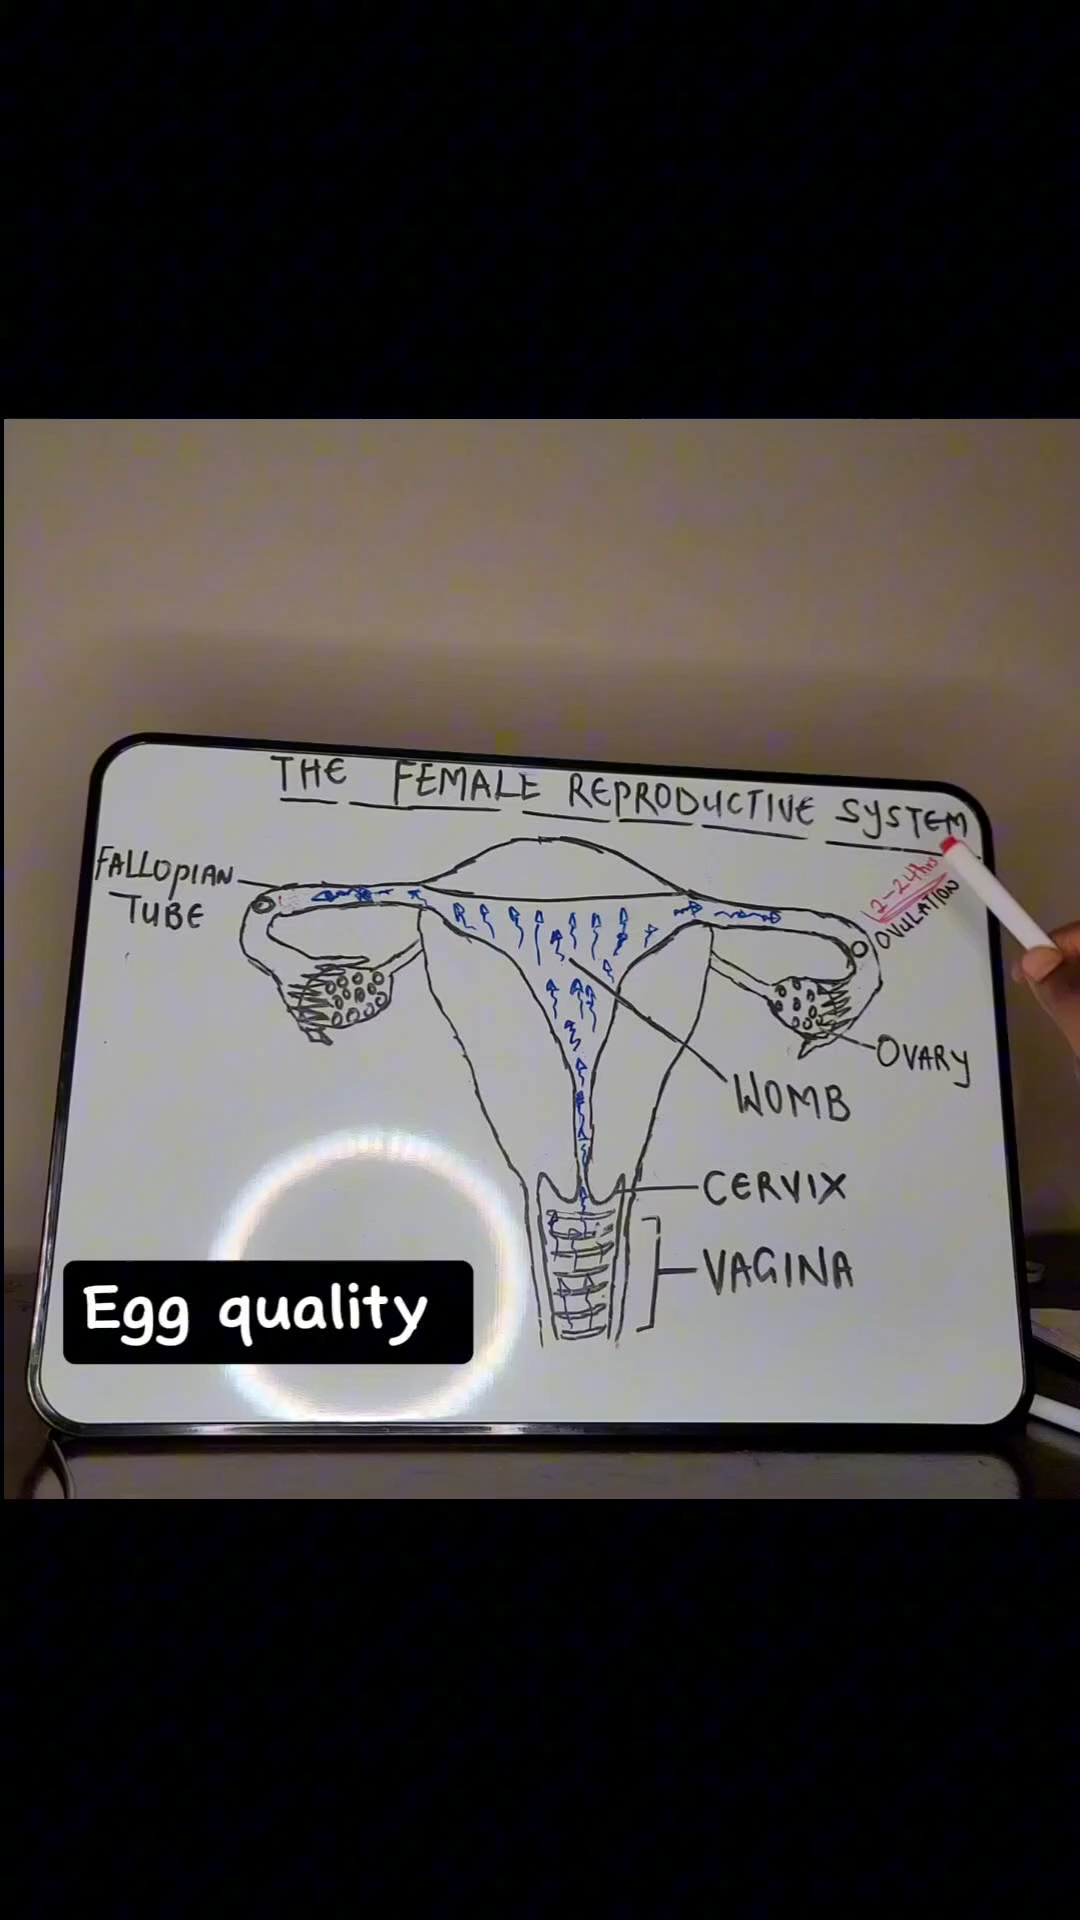 THE FEMALE REPRODUCTIVE SYSTEM
FALLOPIAN
TUBE
12-24hrs
OVULATION
OVARY
WOMB
CERVIX
VAGINA
Egg quality